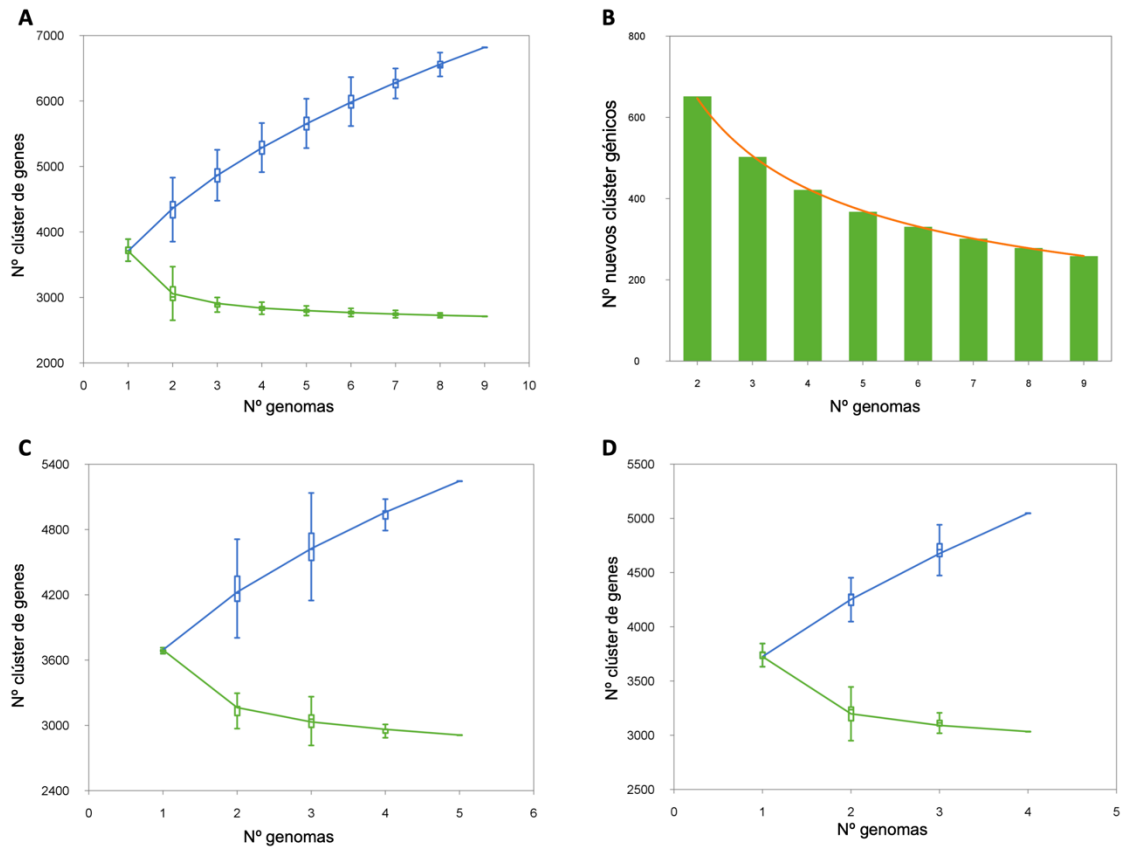 A
Nº clúster de genes
7000
6000
5000
4000
3000
2000
0 1 2 3 4 5 6 7 8 9 10
Nº genomas
B
Nº nuevos clúster génicos
800
600
400
200
0
2 3 4 5 6 7 8 9
Nº genomas
C
Nº clúster de genes
5400
4800
4200
3600
3000
2400
0 1 2 3 4 5 6
Nº genomas
D
Nº clúster de genes
5500
5000
4500
4000
3500
3000
2500
0 1 2 3 4 5
Nº genomas